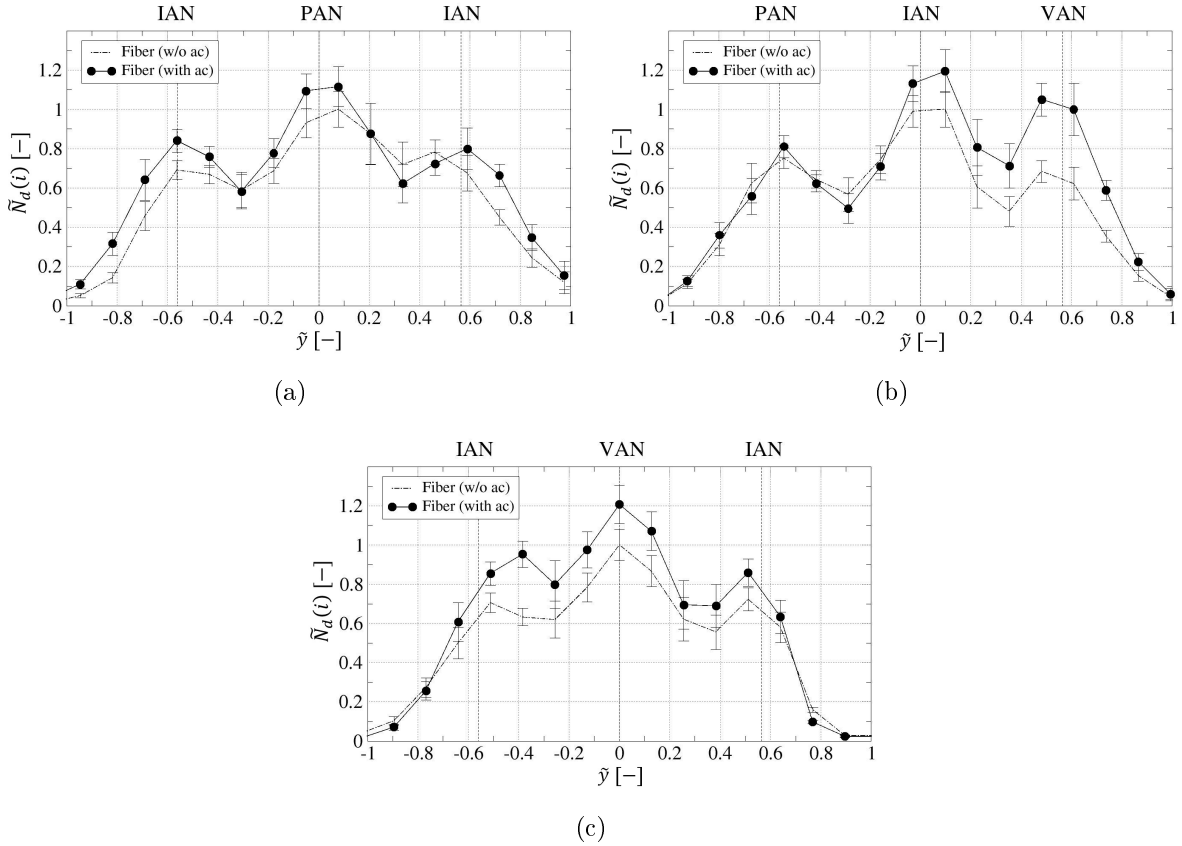 IAN PAN IAN
Fiber (w/o ac)
Fiber (with ac)
Ñ_d(i) [−]
1.2
1
0.8
0.6
0.4
0.2
0
-1 -0.8 -0.6 -0.4 -0.2 0 0.2 0.4 0.6 0.8 1
ỹ [−]
(a)
PAN IAN VAN
Fiber (w/o ac)
Fiber (with ac)
Ñ_d(i) [−]
1.2
1
0.8
0.6
0.4
0.2
0
-1 -0.8 -0.6 -0.4 -0.2 0 0.2 0.4 0.6 0.8 1
ỹ [−]
(b)
IAN VAN IAN
Fiber (w/o ac)
Fiber (with ac)
Ñ_d(i) [−]
1.2
1
0.8
0.6
0.4
0.2
0
-1 -0.8 -0.6 -0.4 -0.2 0 0.2 0.4 0.6 0.8 1
ỹ [−]
(c)